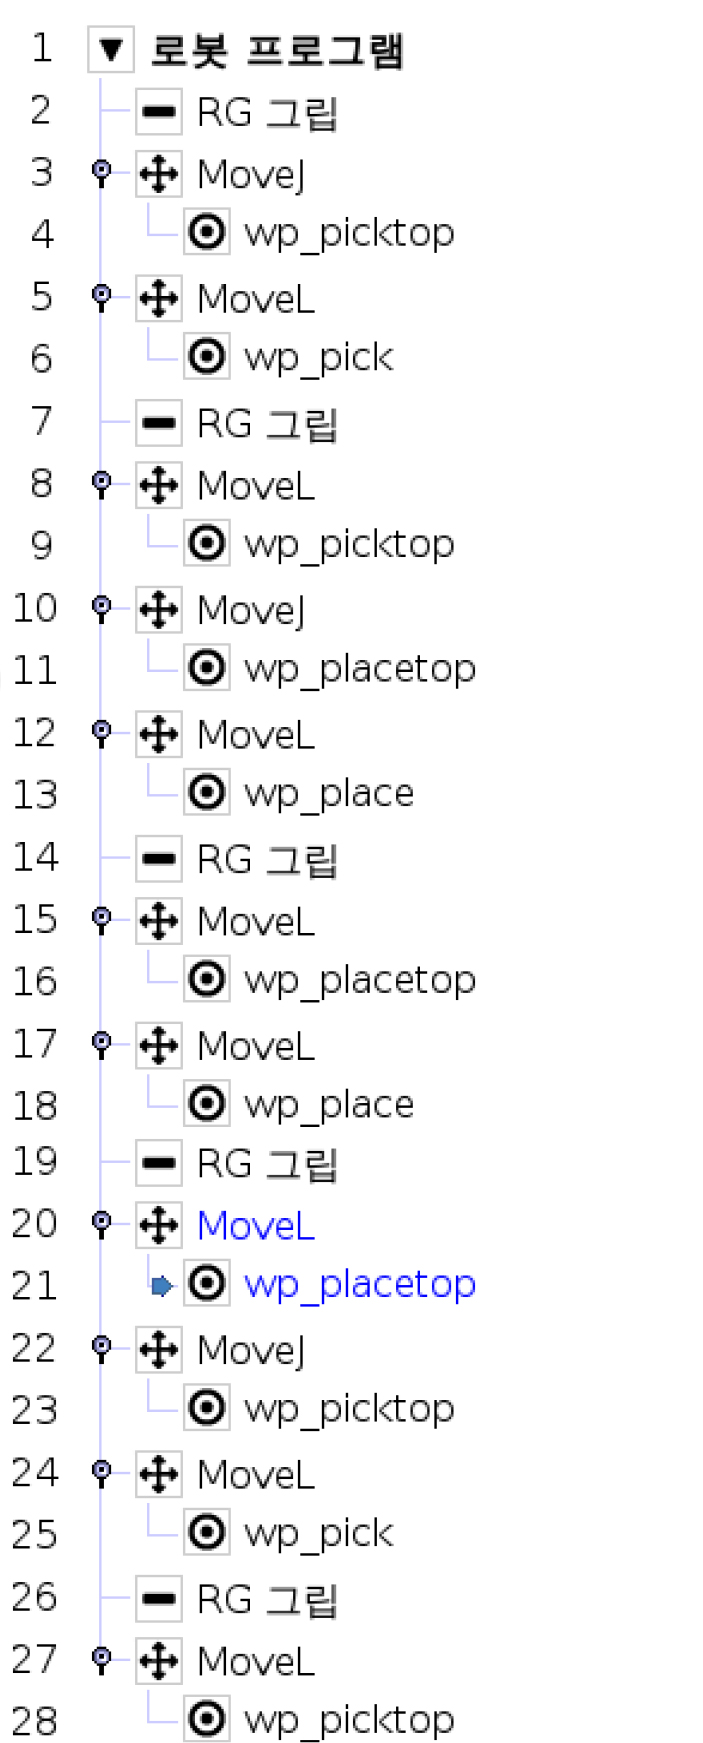 1 로봇 프로그램
2 RG 그립
3 MoveJ
4 wp_picktop
5 MoveL
6 wp_pick
7 RG 그립
8 MoveL
9 wp_picktop
10 MoveJ
11 wp_placetop
12 MoveL
13 wp_place
14 RG 그립
15 MoveL
16 wp_placetop
17 MoveL
18 wp_place
19 RG 그립
20 MoveL
21 wp_placetop
22 MoveJ
23 wp_picktop
24 MoveL
25 wp_pick
26 RG 그립
27 MoveL
28 wp_picktop